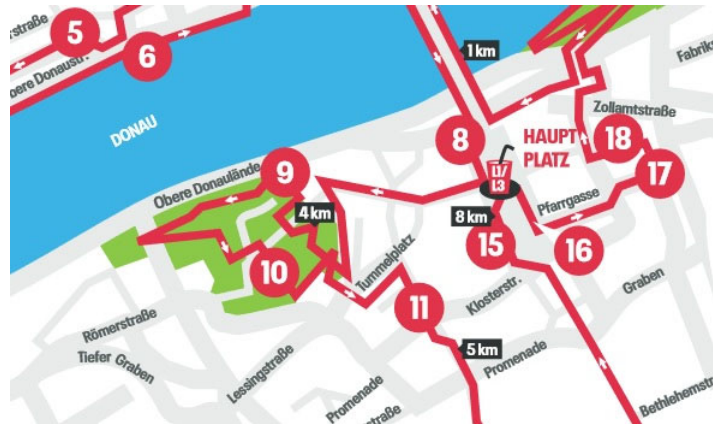 5
6
Obere Donaustr.
DONAU
1 km
Fabriks
Zollamtstraße
8
HAUPT
PLATZ
L1/
L3
18
17
9
Obere Donaulände
4 km
8 km
Pfarrgasse
15
16
10
Tummelplatz
11
Klosterstr.
Graben
Römerstraße
Tiefer Graben
Lessingstraße
5 km
Promenade
Promenade
straße
Bethlehemstr